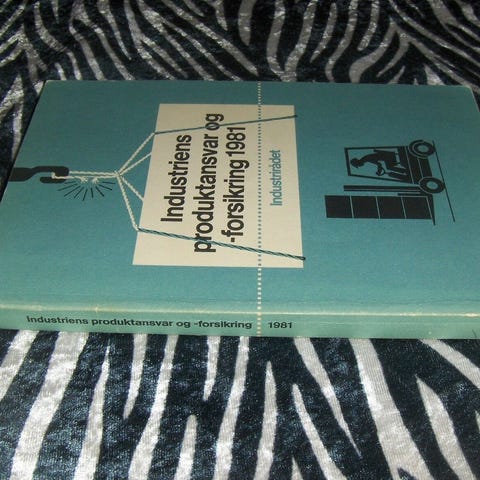 Industriens
produktansvar og
-forsikring 1981
Industrirådet
Industriens produktansvar og -forsikring 1981